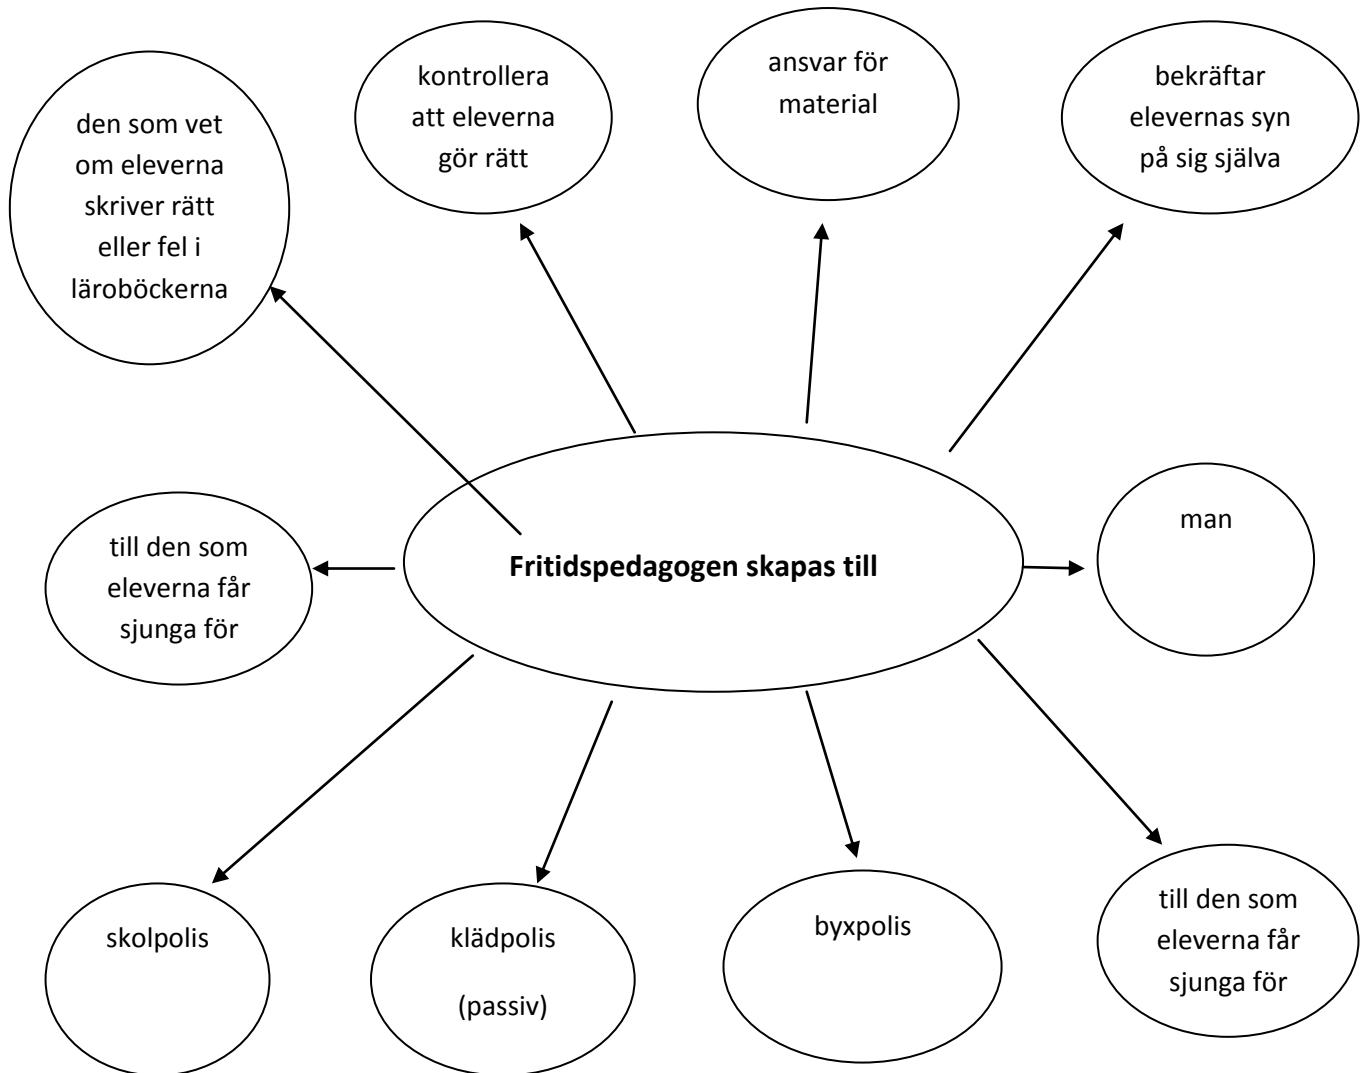 den som vet
om eleverna
skriver rätt
eller fel i
läroböckerna
kontrollera
att eleverna
gör rätt
ansvar för
material
bekräftar
elevernas syn
på sig själva
till den som
eleverna får
sjunga för
Fritidspedagogen skapas till
man
skolpolis
klädpolis
(passiv)
byxpolis
till den som
eleverna får
sjunga för